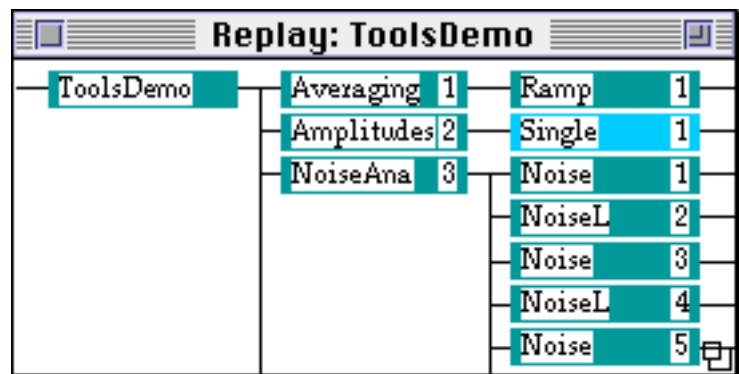 Replay: ToolsDemo
ToolsDemo Averaging 1 Ramp 1
Amplitudes 2 Single 1
NoiseAna 3 Noise 1
NoiseL 2
Noise 3
NoiseL 4
Noise 5